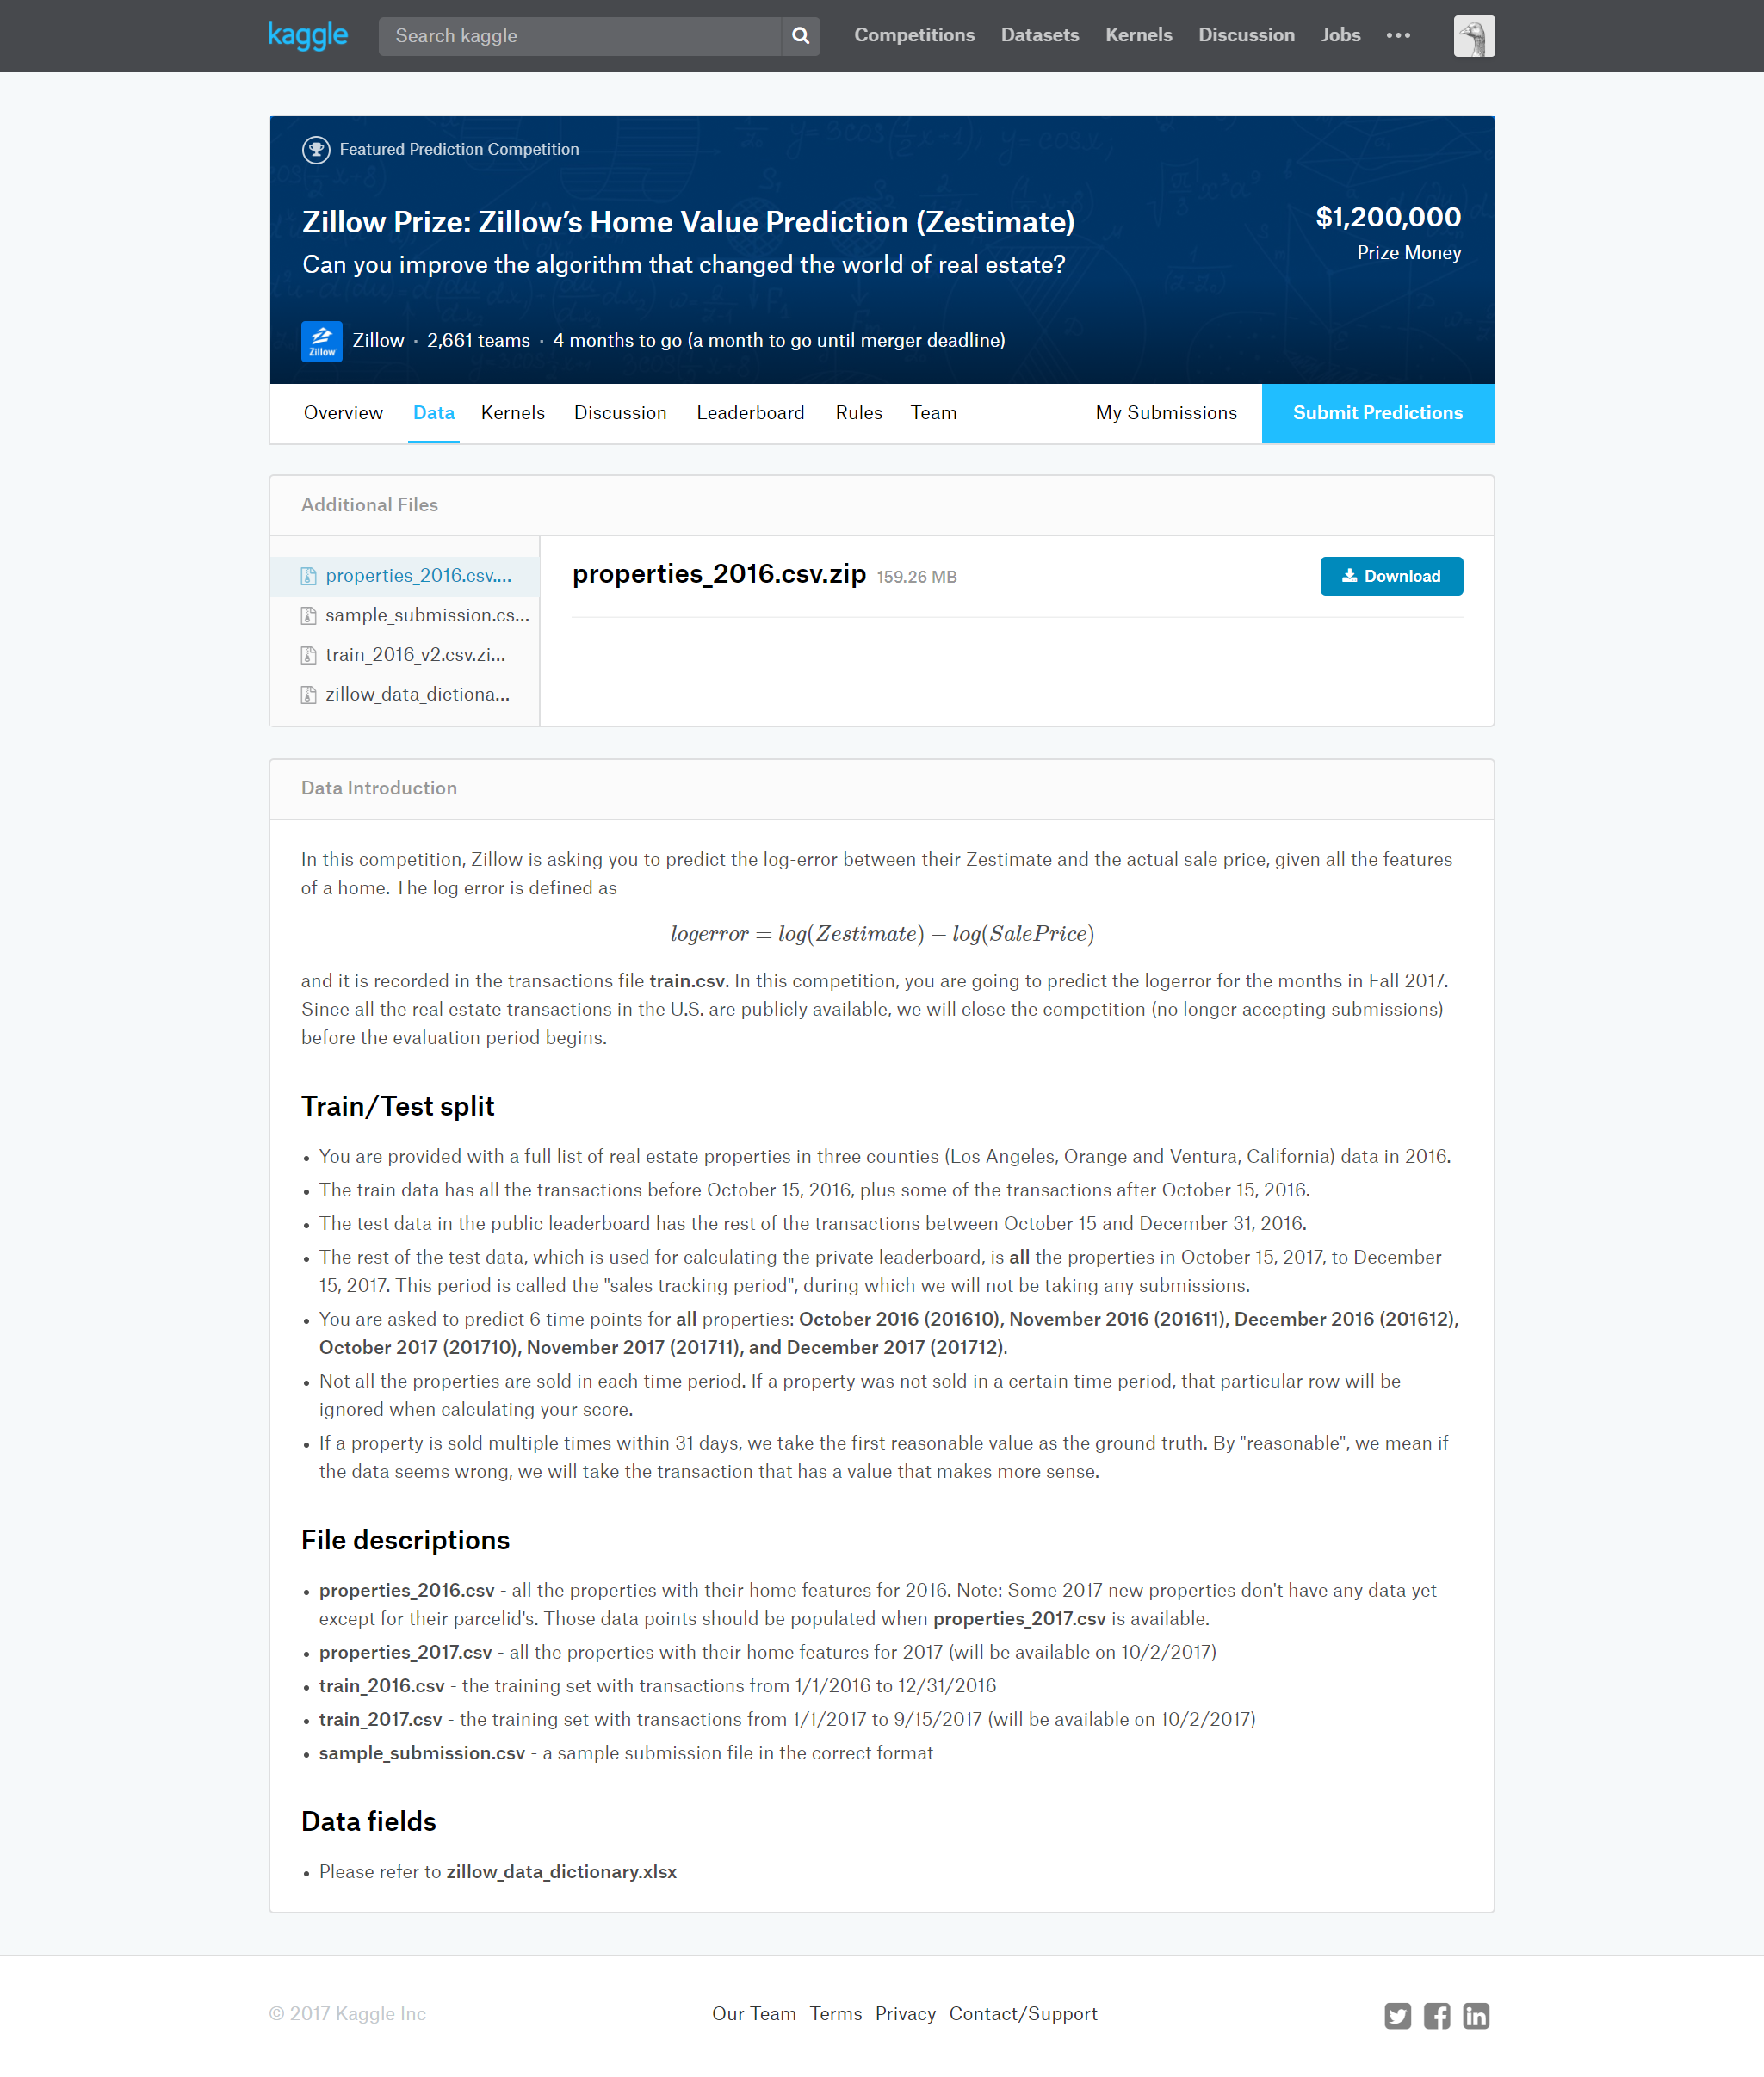 kaggle
Search kaggle
Competitions Datasets Kernels Discussion Jobs
Featured Prediction Competition
Zillow Prize: Zillow’s Home Value Prediction (Zestimate)
$1,200,000
Can you improve the algorithm that changed the world of real estate?
Prize Money
Zillow
Zillow · 2,661 teams · 4 months to go (a month to go until merger deadline)
Overview Data Kernels Discussion Leaderboard Rules Team My Submissions Submit Predictions
Additional Files
properties_2016.csv....
sample_submission.cs...
train_2016_v2.csv.zi...
zillow_data_dictiona...
properties_2016.csv.zip 159.26 MB
Download
Data Introduction
In this competition, Zillow is asking you to predict the log-error between their Zestimate and the actual sale price, given all the features
of a home. The log error is defined as
logerror = log(Zestimate) − log(SalePrice)
and it is recorded in the transactions file train.csv. In this competition, you are going to predict the logerror for the months in Fall 2017.
Since all the real estate transactions in the U.S. are publicly available, we will close the competition (no longer accepting submissions)
before the evaluation period begins.
Train/Test split
• You are provided with a full list of real estate properties in three counties (Los Angeles, Orange and Ventura, California) data in 2016.
• The train data has all the transactions before October 15, 2016, plus some of the transactions after October 15, 2016.
• The test data in the public leaderboard has the rest of the transactions between October 15 and December 31, 2016.
• The rest of the test data, which is used for calculating the private leaderboard, is all the properties in October 15, 2017, to December
15, 2017. This period is called the "sales tracking period", during which we will not be taking any submissions.
• You are asked to predict 6 time points for all properties: October 2016 (201610), November 2016 (201611), December 2016 (201612),
October 2017 (201710), November 2017 (201711), and December 2017 (201712).
• Not all the properties are sold in each time period. If a property was not sold in a certain time period, that particular row will be
ignored when calculating your score.
• If a property is sold multiple times within 31 days, we take the first reasonable value as the ground truth. By "reasonable", we mean if
the data seems wrong, we will take the transaction that has a value that makes more sense.
File descriptions
• properties_2016.csv - all the properties with their home features for 2016. Note: Some 2017 new properties don't have any data yet
except for their parcelid's. Those data points should be populated when properties_2017.csv is available.
• properties_2017.csv - all the properties with their home features for 2017 (will be available on 10/2/2017)
• train_2016.csv - the training set with transactions from 1/1/2016 to 12/31/2016
• train_2017.csv - the training set with transactions from 1/1/2017 to 9/15/2017 (will be available on 10/2/2017)
• sample_submission.csv - a sample submission file in the correct format
Data fields
• Please refer to zillow_data_dictionary.xlsx
© 2017 Kaggle Inc
Our Team Terms Privacy Contact/Support